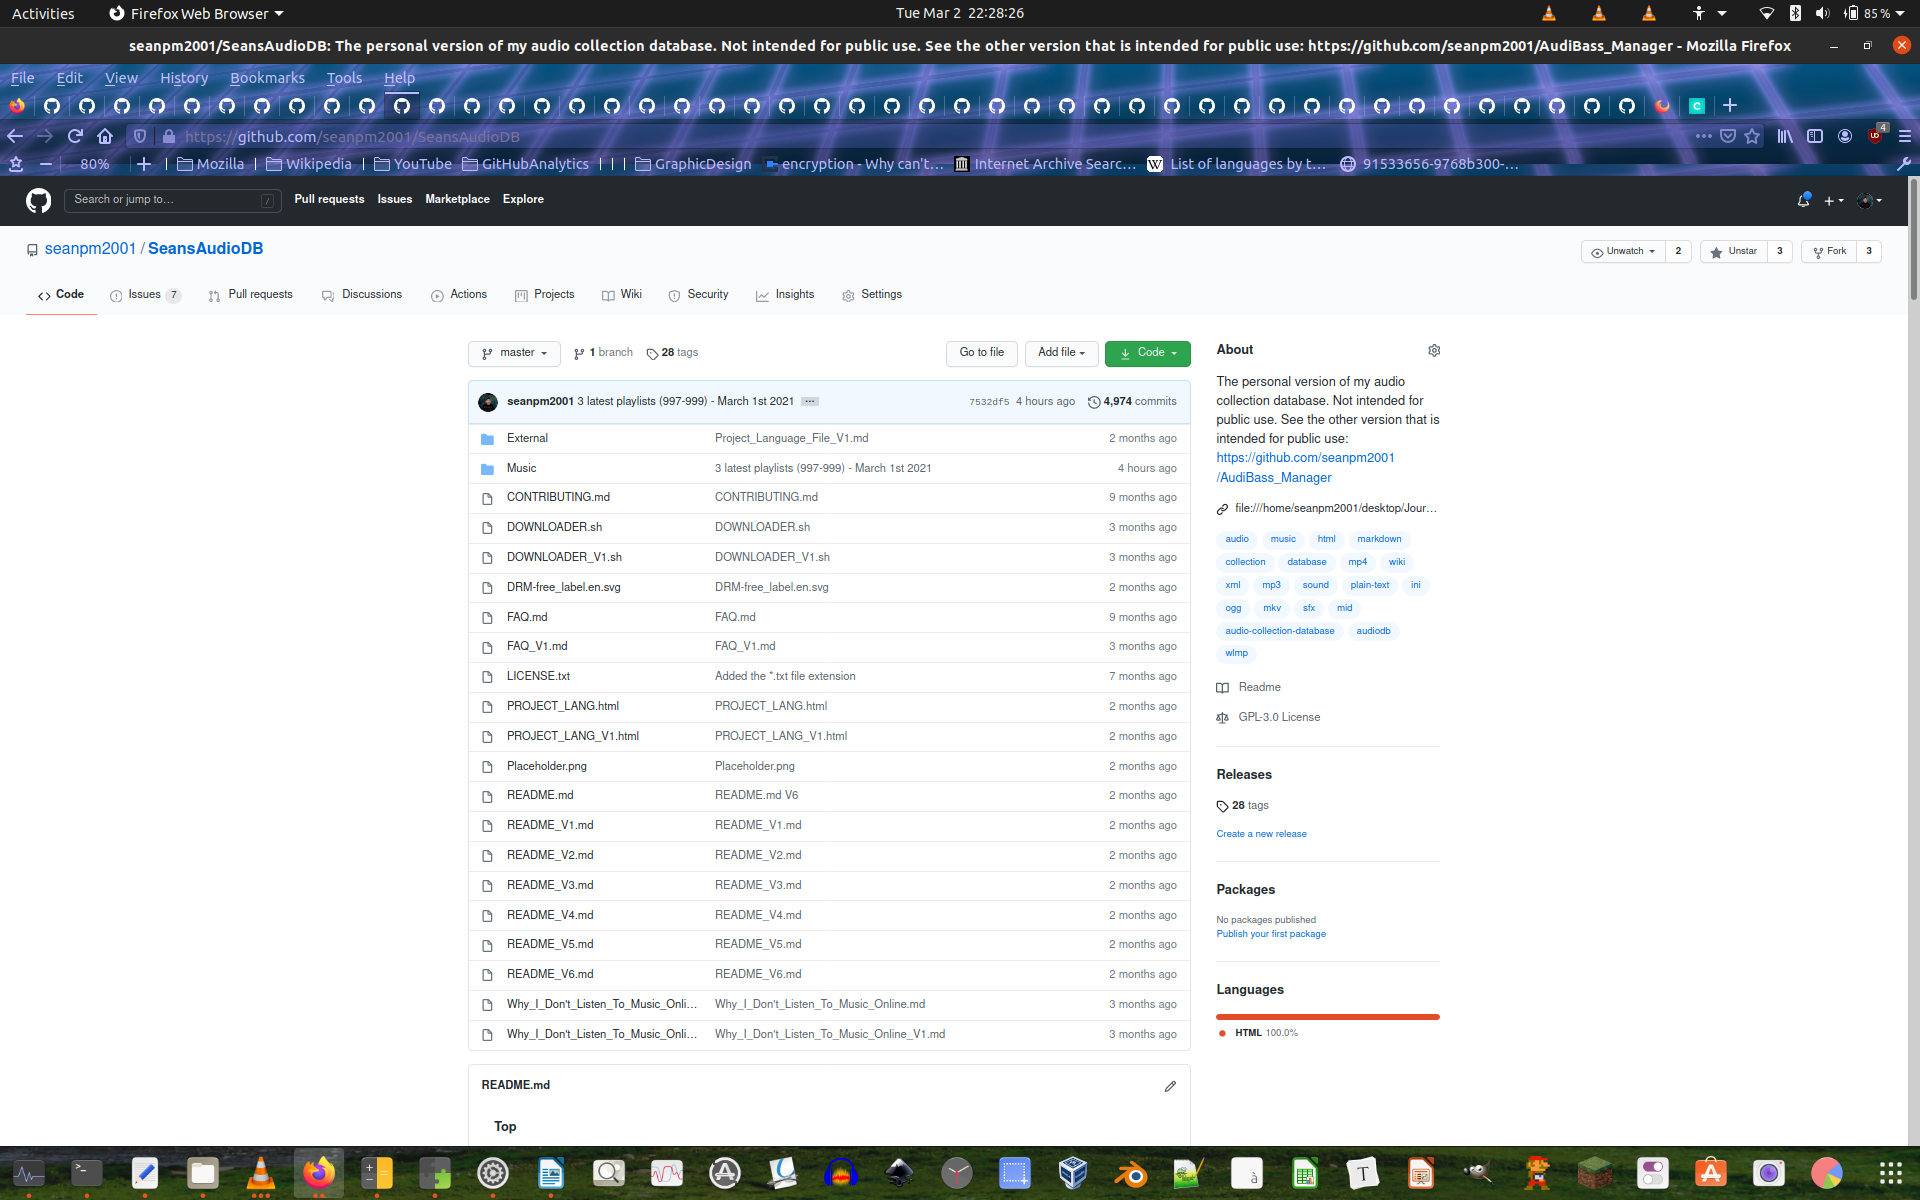 Activities
Firefox Web Browser
Tue Mar 2 22:28:26
85 %
seanpm2001/SeansAudioDB: The personal version of my audio collection database. Not intended for public use. See the other version that is intended for public use: https://github.com/seanpm2001/AudiBass_Manager - Mozilla Firefox
File Edit View History Bookmarks Tools Help
https://github.com/seanpm2001/SeansAudioDB
4
80%
Mozilla
Wikipedia
YouTube
GitHubAnalytics
GraphicDesign
encryption - Why can't…
Internet Archive Searc…
List of languages by t…
91533656-9768b300-…
Search or jump to…
/
Pull requests Issues Marketplace Explore
seanpm2001 / SeansAudioDB
Unwatch 2
Unstar 3
Fork 3
Code
Issues 7
Pull requests
Discussions
Actions
Projects
Wiki
Security
Insights
Settings
master
1 branch
28 tags
Go to file
Add file
Code
seanpm2001 3 latest playlists (997-999) - March 1st 2021 ... 7532df5 4 hours ago 4,974 commits
External Project_Language_File_V1.md 2 months ago
Music 3 latest playlists (997-999) - March 1st 2021 4 hours ago
CONTRIBUTING.md CONTRIBUTING.md 9 months ago
DOWNLOADER.sh DOWNLOADER.sh 3 months ago
DOWNLOADER_V1.sh DOWNLOADER_V1.sh 3 months ago
DRM-free_label.en.svg DRM-free_label.en.svg 2 months ago
FAQ.md FAQ.md 9 months ago
FAQ_V1.md FAQ_V1.md 3 months ago
LICENSE.txt Added the *.txt file extension 7 months ago
PROJECT_LANG.html PROJECT_LANG.html 2 months ago
PROJECT_LANG_V1.html PROJECT_LANG_V1.html 2 months ago
Placeholder.png Placeholder.png 2 months ago
README.md README.md V6 2 months ago
README_V1.md README_V1.md 2 months ago
README_V2.md README_V2.md 2 months ago
README_V3.md README_V3.md 2 months ago
README_V4.md README_V4.md 2 months ago
README_V5.md README_V5.md 2 months ago
README_V6.md README_V6.md 2 months ago
Why_I_Don't_Listen_To_Music_Onli… Why_I_Don't_Listen_To_Music_Online.md 3 months ago
Why_I_Don't_Listen_To_Music_Onli… Why_I_Don't_Listen_To_Music_Online_V1.md 3 months ago
README.md
Top
About
The personal version of my audio
collection database. Not intended for
public use. See the other version that is
intended for public use:
https://github.com/seanpm2001
/AudiBass_Manager
file:///home/seanpm2001/desktop/Jour…
audio music html markdown
collection database mp4 wiki
xml mp3 sound plain-text ini
ogg mkv sfx mid
audio-collection-database audiodb
wlmp
Readme
GPL-3.0 License
Releases
28 tags
Create a new release
Packages
No packages published
Publish your first package
Languages
HTML 100.0%